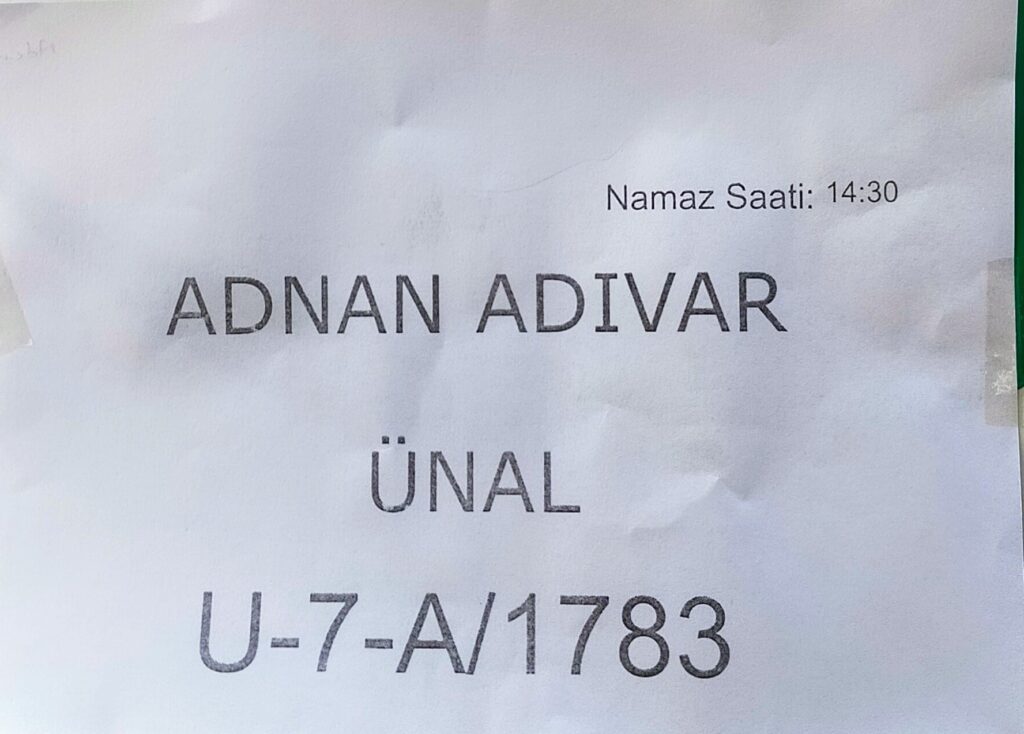 Namaz Saati: 14:30
ADNAN ADIVAR
ÜNAL
U-7-A/1783